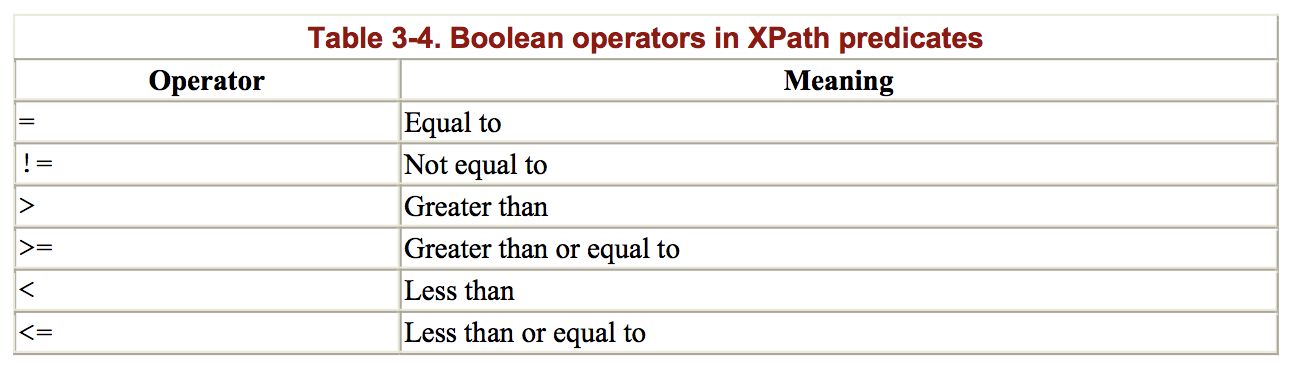 Table 3-4. Boolean operators in XPath predicates
Operator Meaning
= Equal to
!= Not equal to
> Greater than
>= Greater than or equal to
< Less than
<= Less than or equal to